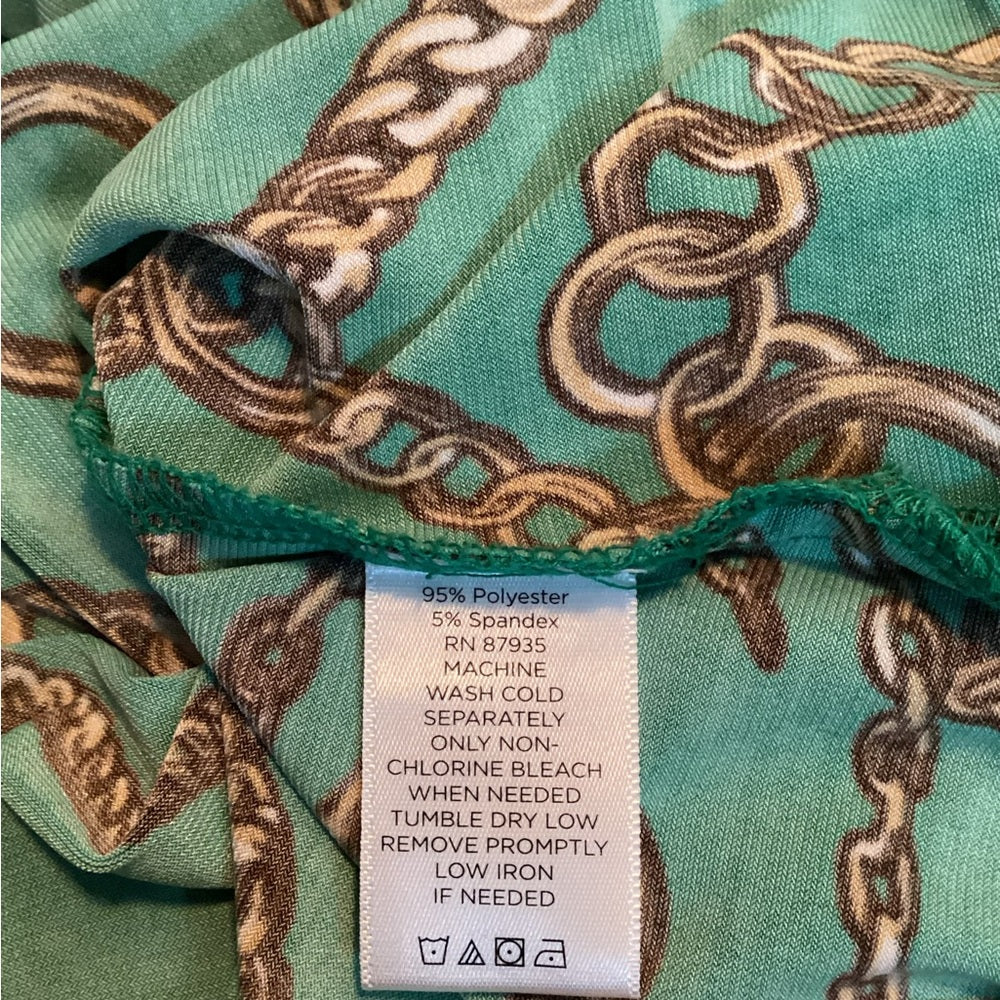 95% Polyester
5% Spandex
RN 87935
MACHINE
WASH COLD
SEPARATELY
ONLY NON-
CHLORINE BLEACH
WHEN NEEDED
TUMBLE DRY LOW
REMOVE PROMPTLY
LOW IRON
IF NEEDED